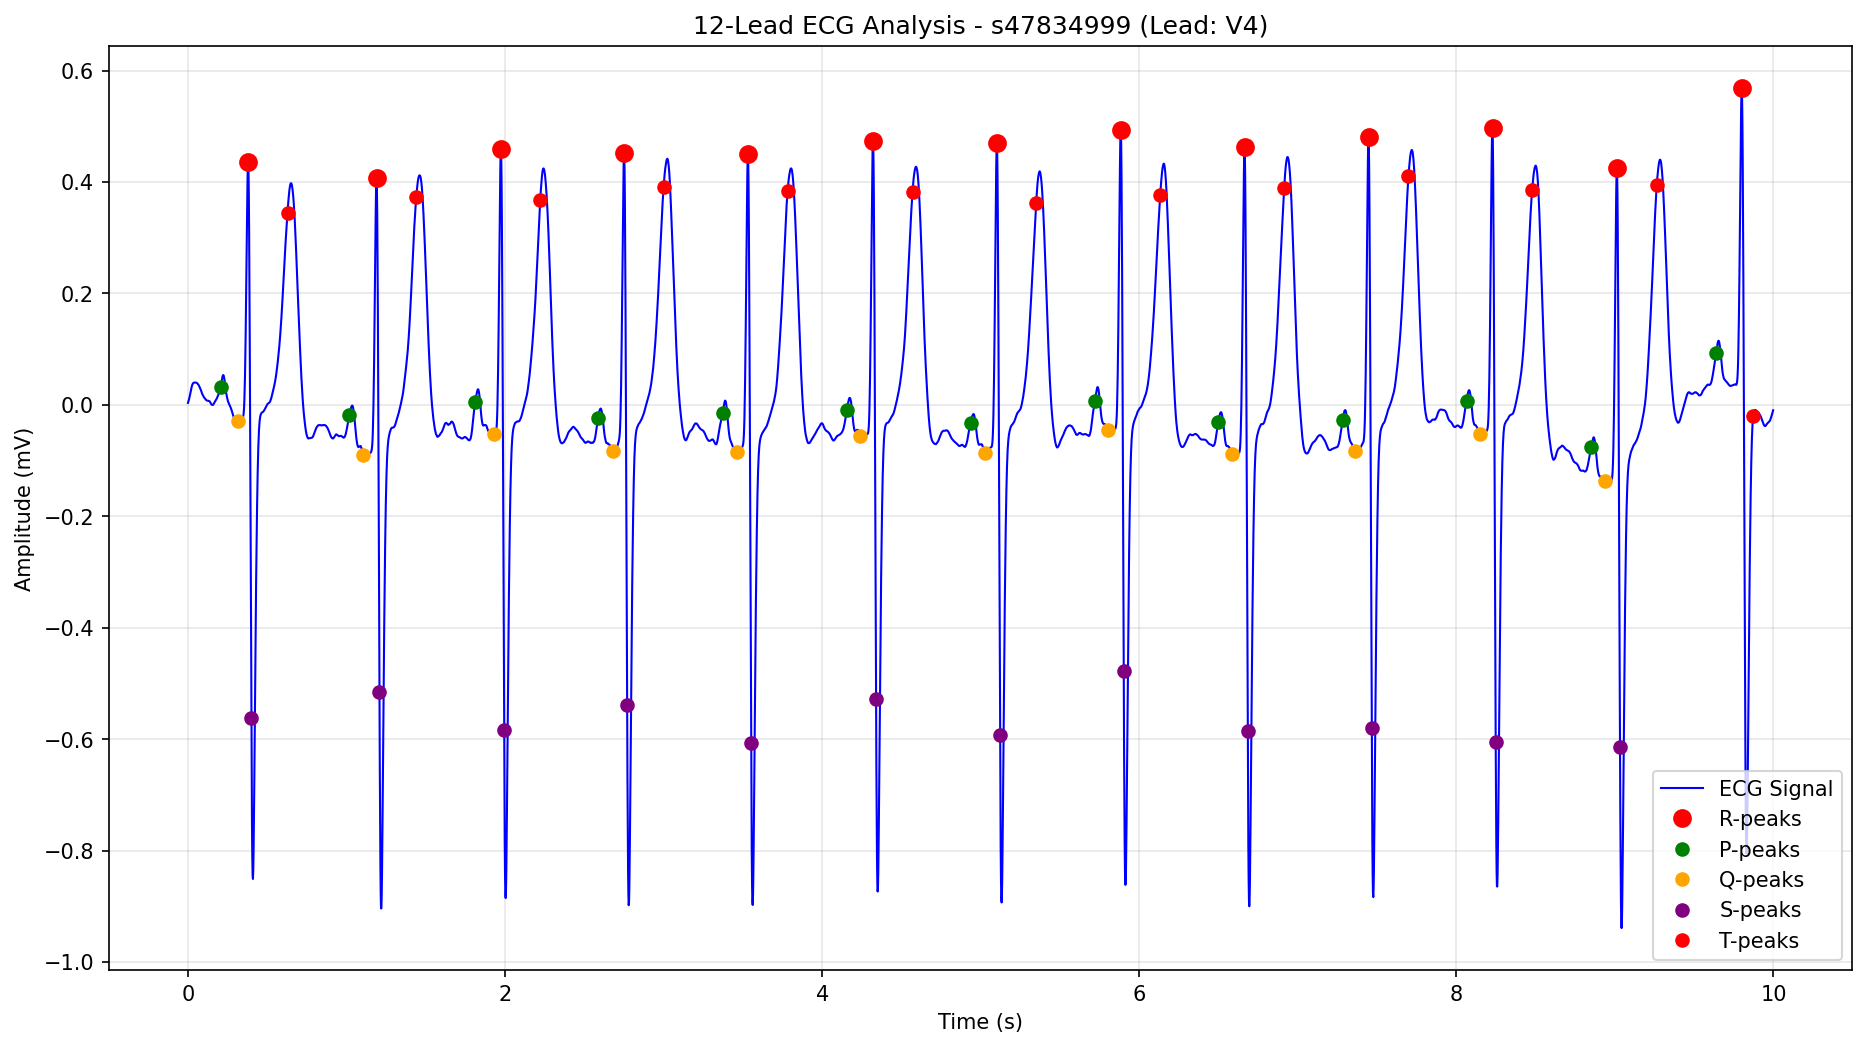 12-Lead ECG Analysis - s47834999 (Lead: V4)
Amplitude (mV)
0.6
0.4
0.2
0.0
−0.2
−0.4
−0.6
−0.8
−1.0
0 2 4 6 8 10
Time (s)
ECG Signal
R-peaks
P-peaks
Q-peaks
S-peaks
T-peaks